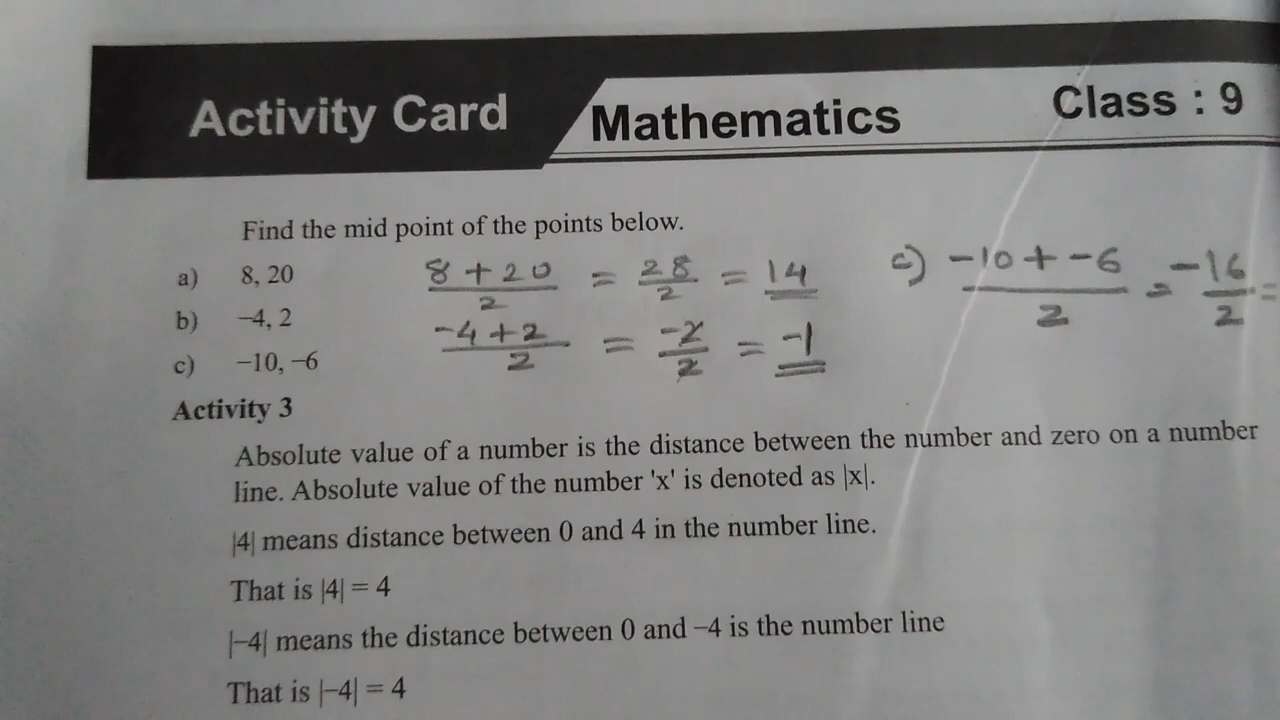 Activity Card Mathematics Class : 9
Find the mid point of the points below.
a) 8, 20 8 + 20 / 2 = 28 / 2 = 14 c) -10 + -6 / 2 = -16 / 2 =
b) –4, 2 -4 + 2 / 2 = -2 / 2 = -1
c) –10, –6
Activity 3
Absolute value of a number is the distance between the number and zero on a number
line. Absolute value of the number 'x' is denoted as |x|.
|4| means distance between 0 and 4 in the number line.
That is |4| = 4
|–4| means the distance between 0 and –4 is the number line
That is |–4| = 4